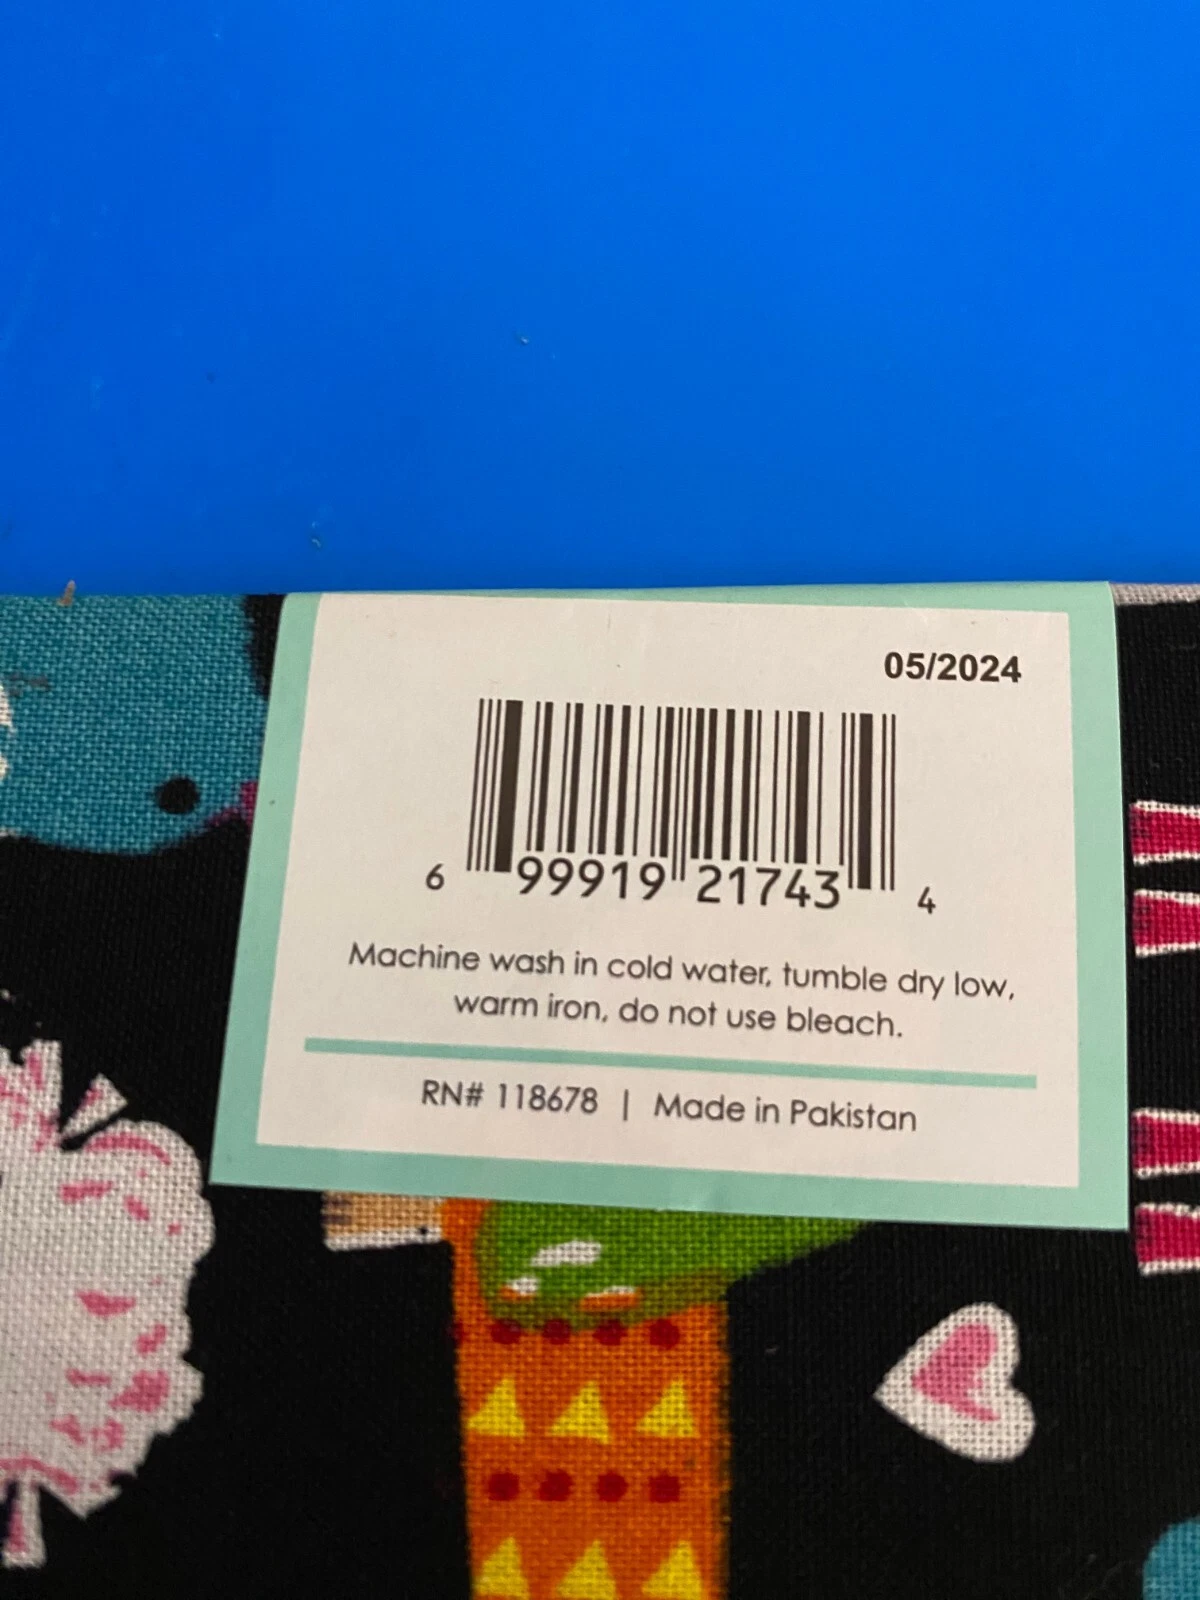 05/2024
6 99919 21743 4
Machine wash in cold water, tumble dry low,
warm iron, do not use bleach.
RN# 118678 | Made in Pakistan